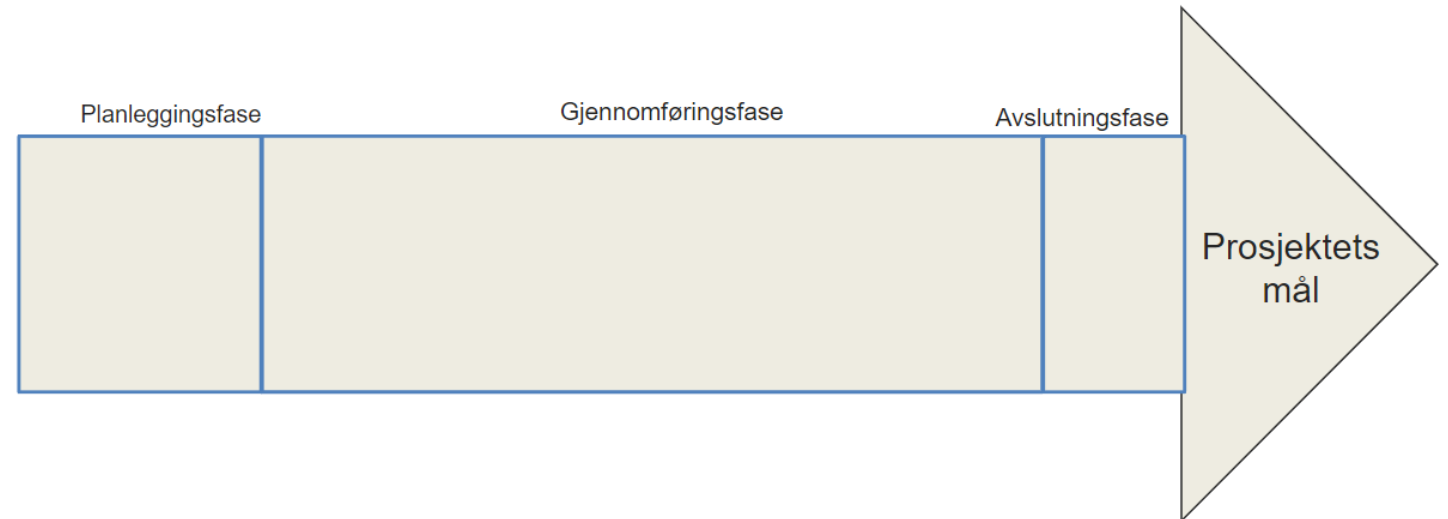 Planleggingsfase
Gjennomføringsfase
Avslutningsfase
Prosjektets
mål